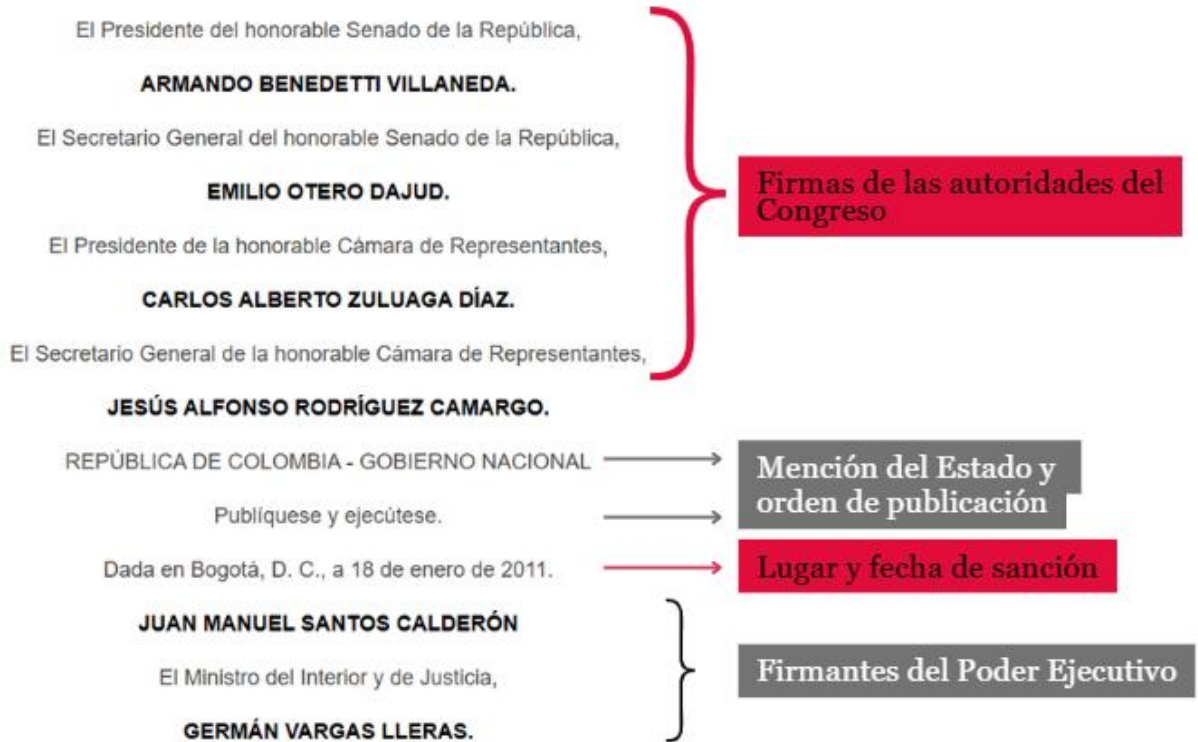 El Presidente del honorable Senado de la República,
ARMANDO BENEDETTI VILLANEDA.
El Secretario General del honorable Senado de la República,
EMILIO OTERO DAJUD.
El Presidente de la honorable Cámara de Representantes,
CARLOS ALBERTO ZULUAGA DÍAZ.
El Secretario General de la honorable Cámara de Representantes,
JESÚS ALFONSO RODRÍGUEZ CAMARGO.
Firmas de las autoridades del
Congreso
REPÚBLICA DE COLOMBIA - GOBIERNO NACIONAL
Publíquese y ejecútese.
Mención del Estado y
orden de publicación
Dada en Bogotá, D. C., a 18 de enero de 2011.
Lugar y fecha de sanción
JUAN MANUEL SANTOS CALDERÓN
El Ministro del Interior y de Justicia,
GERMÁN VARGAS LLERAS.
Firmantes del Poder Ejecutivo